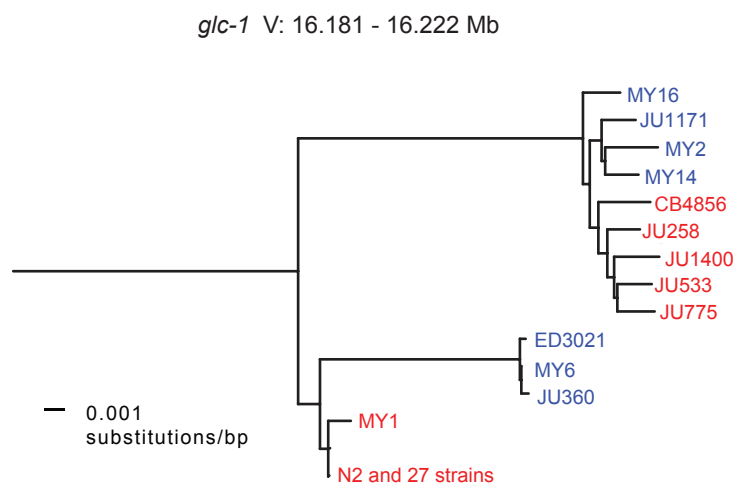 glc-1 V: 16.181 - 16.222 Mb
MY16
JU1171
MY2
MY14
CB4856
JU258
JU1400
JU533
JU775
ED3021
MY6
JU360
MY1
N2 and 27 strains
0.001
substitutions/bp